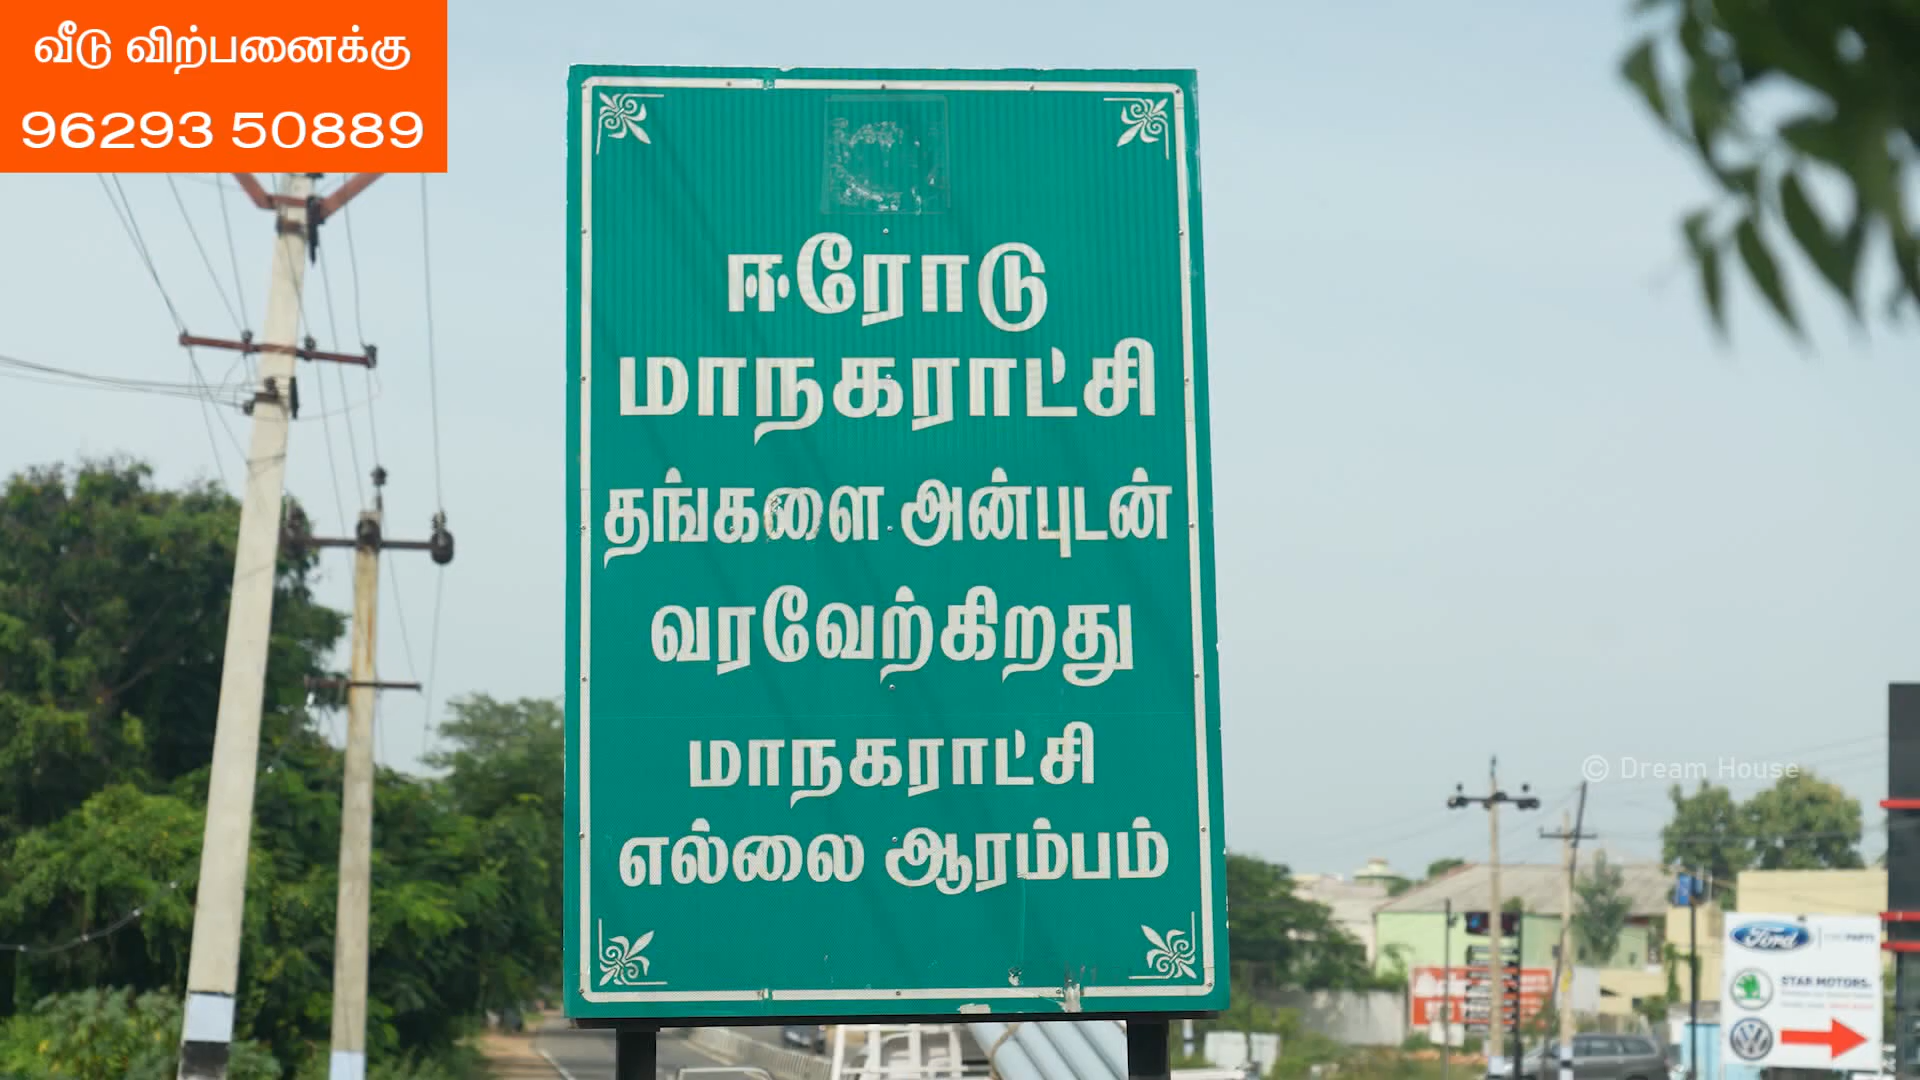 வீடு விற்பனைக்கு
96293 50889
ஈரோடு
மாநகராட்சி
தங்களை அன்புடன்
வரவேற்கிறது
மாநகராட்சி
எல்லை ஆரம்பம்
© Dream House
Ford
STAR MOTORS